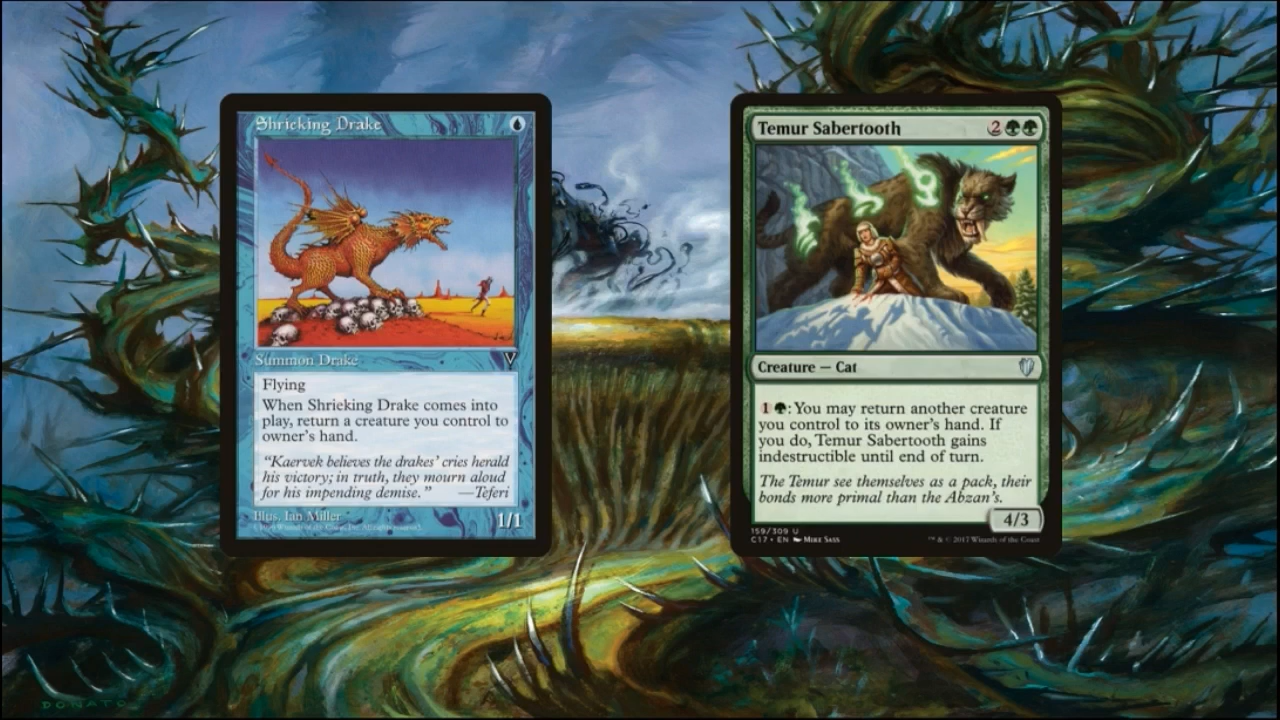 Shrieking Drake
Summon Drake
Flying
When Shrieking Drake comes into
play, return a creature you control to
owner's hand.
"Kaervek believes the drakes' cries herald
his victory; in truth, they mourn aloud
for his impending demise." —Teferi
Illus. Ian Miller
1/1
Temur Sabertooth
2
Creature — Cat
1 : You may return another creature
you control to its owner's hand. If
you do, Temur Sabertooth gains
indestructible until end of turn.
The Temur see themselves as a pack, their
bonds more primal than the Abzan's.
4/3
159/309 U
C17 • EN Mike Sass
™ & © 2017 Wizards of the Coast
DONATO